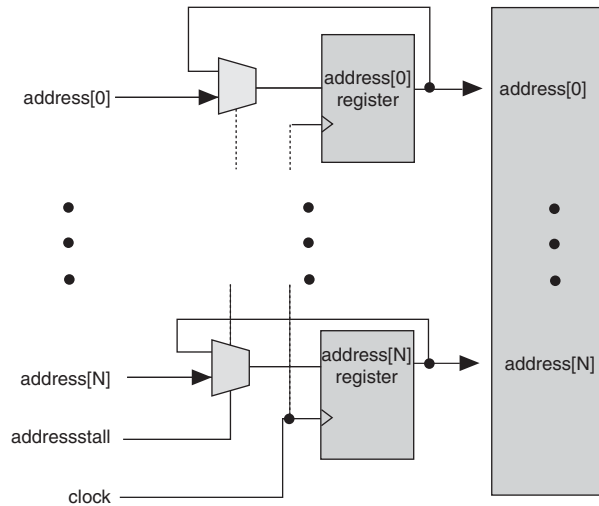 address[0]
address[0]
register
address[0]
address[N]
address[N]
register
address[N]
addressstall
clock